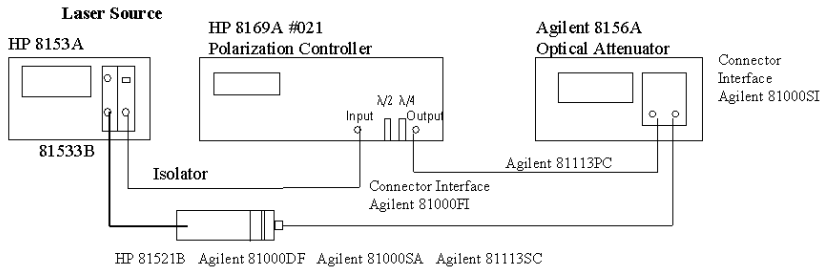 Laser Source
HP 8153A
HP 8169A #021
Polarization Controller
Agilent 8156A
Optical Attenuator
Connector
Interface
Agilent 81000SI
λ/2 λ/4
Input
Output
81533B
Isolator
Agilent 81113PC
Connector Interface
Agilent 81000FI
HP 81521B Agilent 81000DF Agilent 81000SA Agilent 81113SC